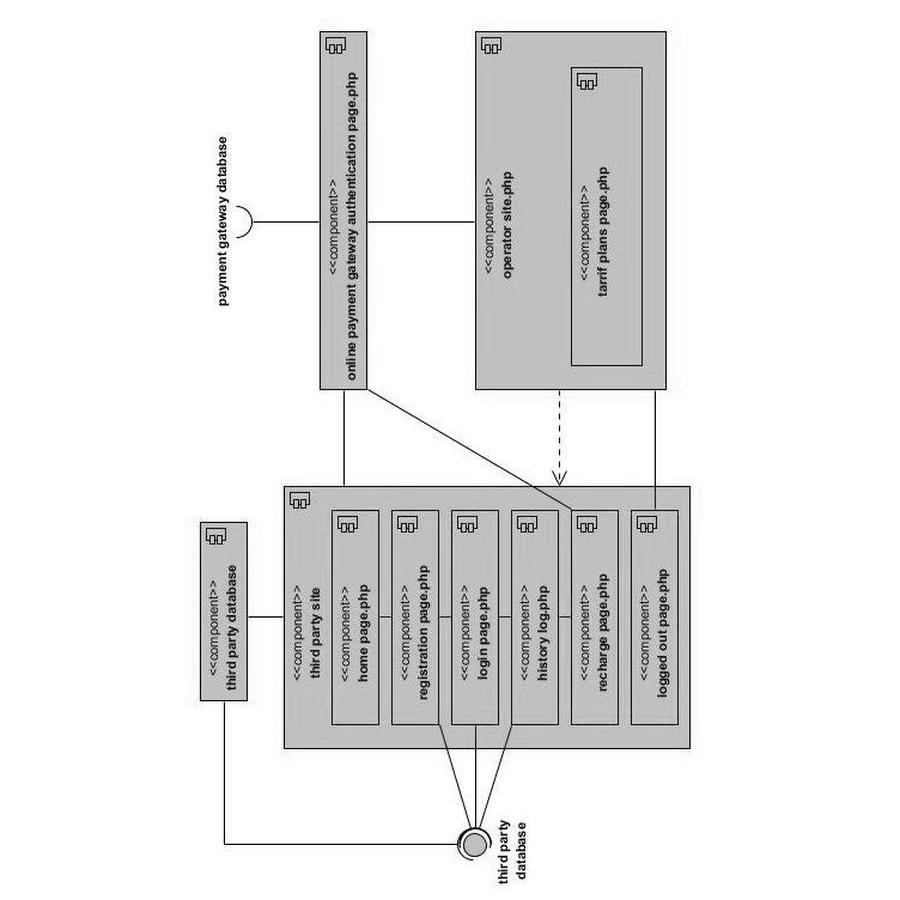 payment gateway database
<<component>>
online payment gateway authentication page.php
<<component>>
operator site.php
<<component>>
tarrif plans page.php
<<component>>
third party database
<<component>>
third party site
<<component>>
home page.php
<<component>>
registration page.php
<<component>>
login page.php
<<component>>
history log.php
<<component>>
recharge page.php
<<component>>
logged out page.php
third party
database